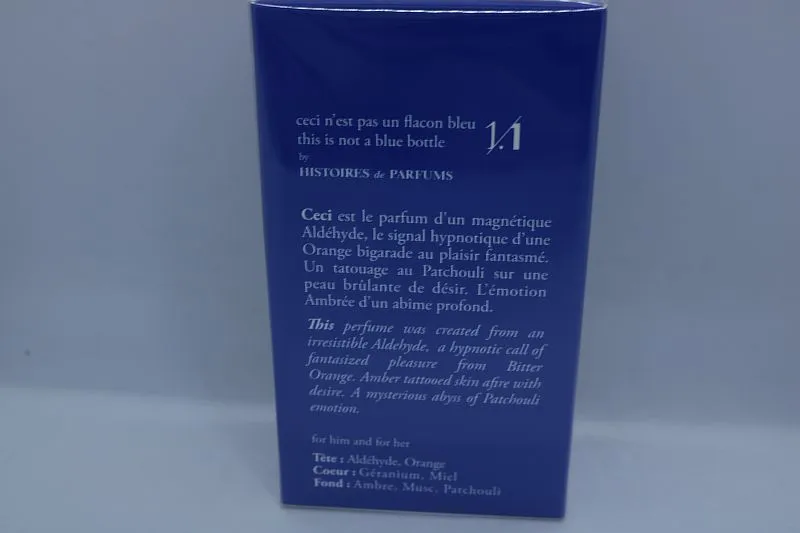 ceci n'est pas un flacon bleu
this is not a blue bottle
1/.1
by
HISTOIRES de PARFUMS
Ceci est le parfum d'un magnétique
Aldéhyde, le signal hypnotique d'une
Orange bigarade au plaisir fantasmé.
Un tatouage au Patchouli sur une
peau brûlante de désir. L'émotion
Ambrée d'un abime profond.
This perfume was created from an
irresistible Aldehyde, a hypnotic call of
fantasized pleasure from Bitter
Orange. Amber tattooed skin afire with
desire. A mysterious abyss of Patchouli
emotion.
for him and for her
Tête : Aldéhyde, Orange
Coeur : Géranium, Miel
Fond : Ambre, Musc, Patchouli